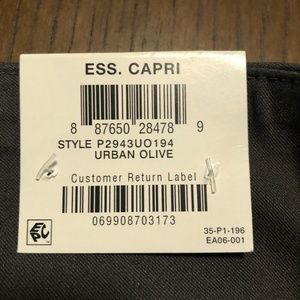 ESS. CAPRI
8 87650 28478 9
STYLE P2943UO194
URBAN OLIVE
Customer Return Label
069908703173
35-P1-196
EA06-001